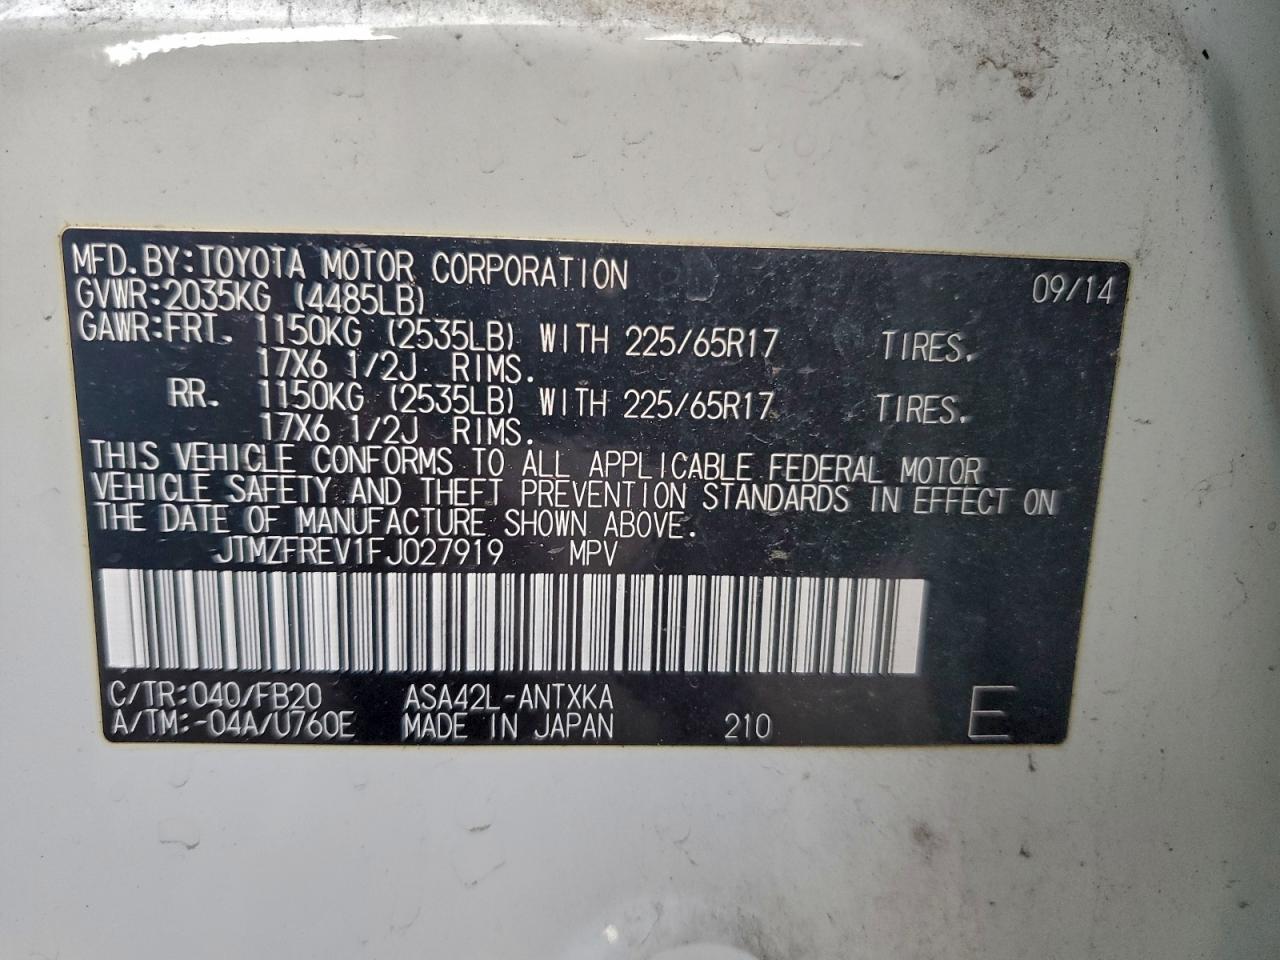 MFD.BY:TOYOTA MOTOR CORPORATION 09/14
GVWR:2035KG (4485LB)
GAWR:FRT. 1150KG (2535LB) WITH 225/65R17 TIRES.
17X6 1/2J RIMS.
RR. 1150KG (2535LB) WITH 225/65R17 TIRES.
17X6 1/2J RIMS.
THIS VEHICLE CONFORMS TO ALL APPLICABLE FEDERAL MOTOR
VEHICLE SAFETY AND THEFT PREVENTION STANDARDS IN EFFECT ON
THE DATE OF MANUFACTURE SHOWN ABOVE.
JTMZFREV1FJ027919 MPV
C/TR:040/FB20 ASA42L-ANTXKA
A/TM:-04A/U760E MADE IN JAPAN 210 E